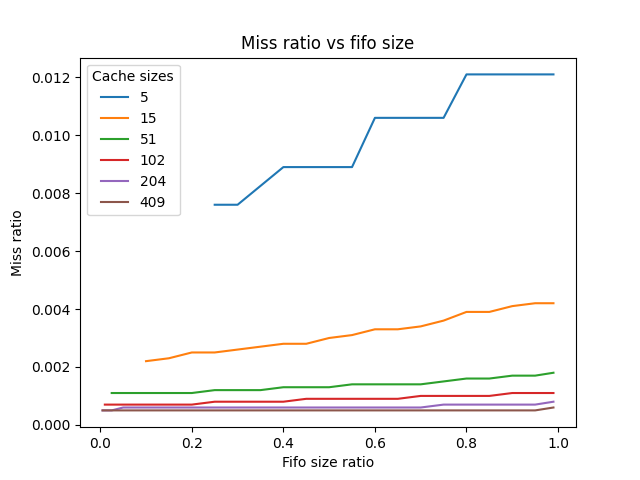 Miss ratio vs fifo size
Cache sizes
5
15
51
102
204
409
Miss ratio
0.012
0.010
0.008
0.006
0.004
0.002
0.000
0.0 0.2 0.4 0.6 0.8 1.0
Fifo size ratio